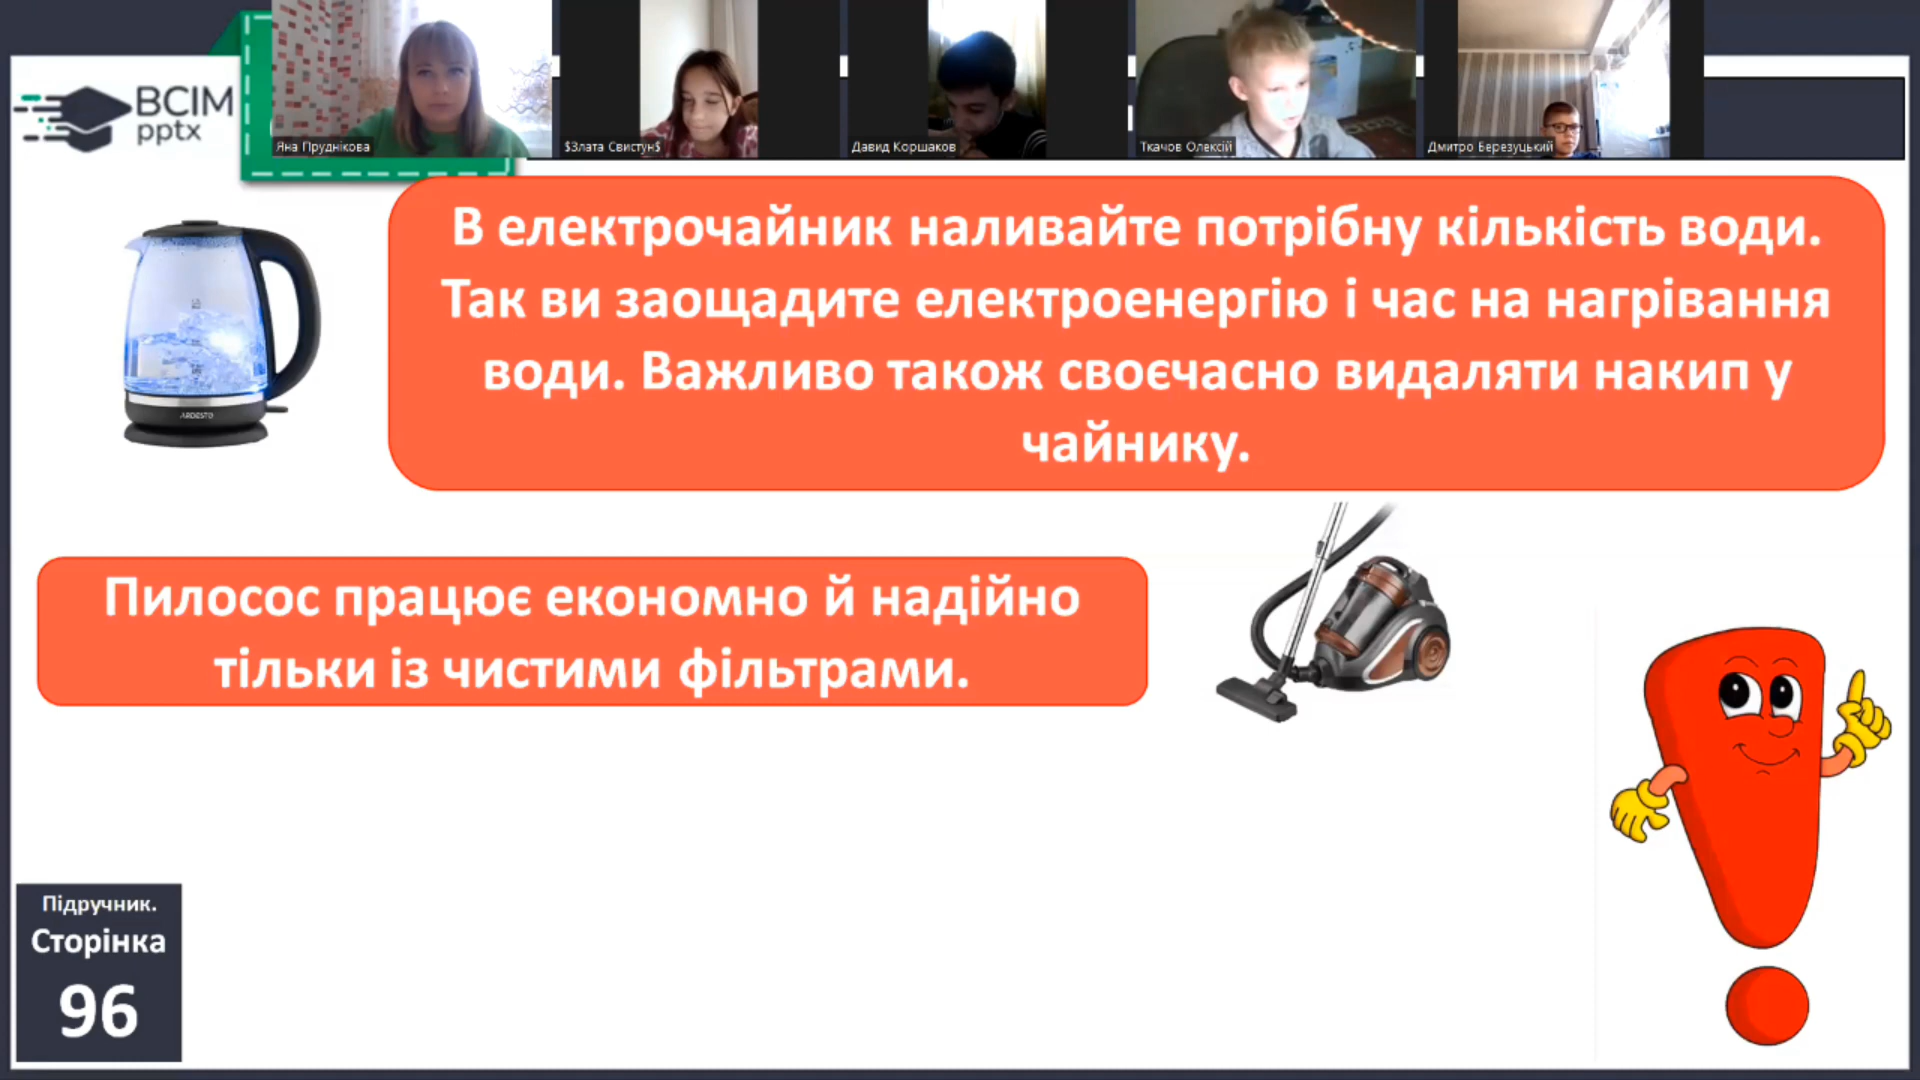 BCIM
pptx
Яна Пруднікова
$Злата Свистун$
Давид Коршаков
Ткачов Олексій
Дмитро Березуцький
В електрочайник наливайте потрібну кількість води.
Так ви заощадите електроенергію і час на нагрівання
води. Важливо також своєчасно видаляти накип у
чайнику.
ARDESTO
Пилосос працює економно й надійно
тільки із чистими фільтрами.
Підручник.
Сторінка
96